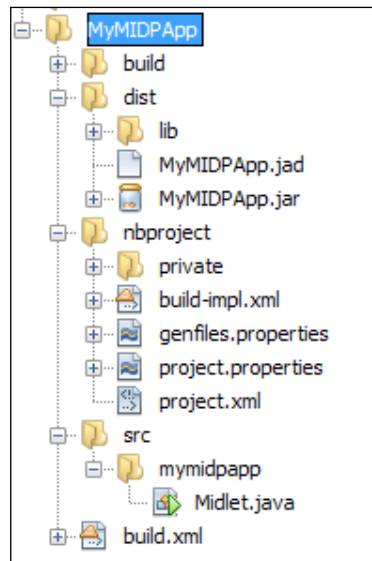 MyMIDPApp
build
dist
lib
MyMIDPApp.jad
MyMIDPApp.jar
nbproject
private
build-impl.xml
genfiles.properties
project.properties
project.xml
src
mymidpapp
Midlet.java
build.xml